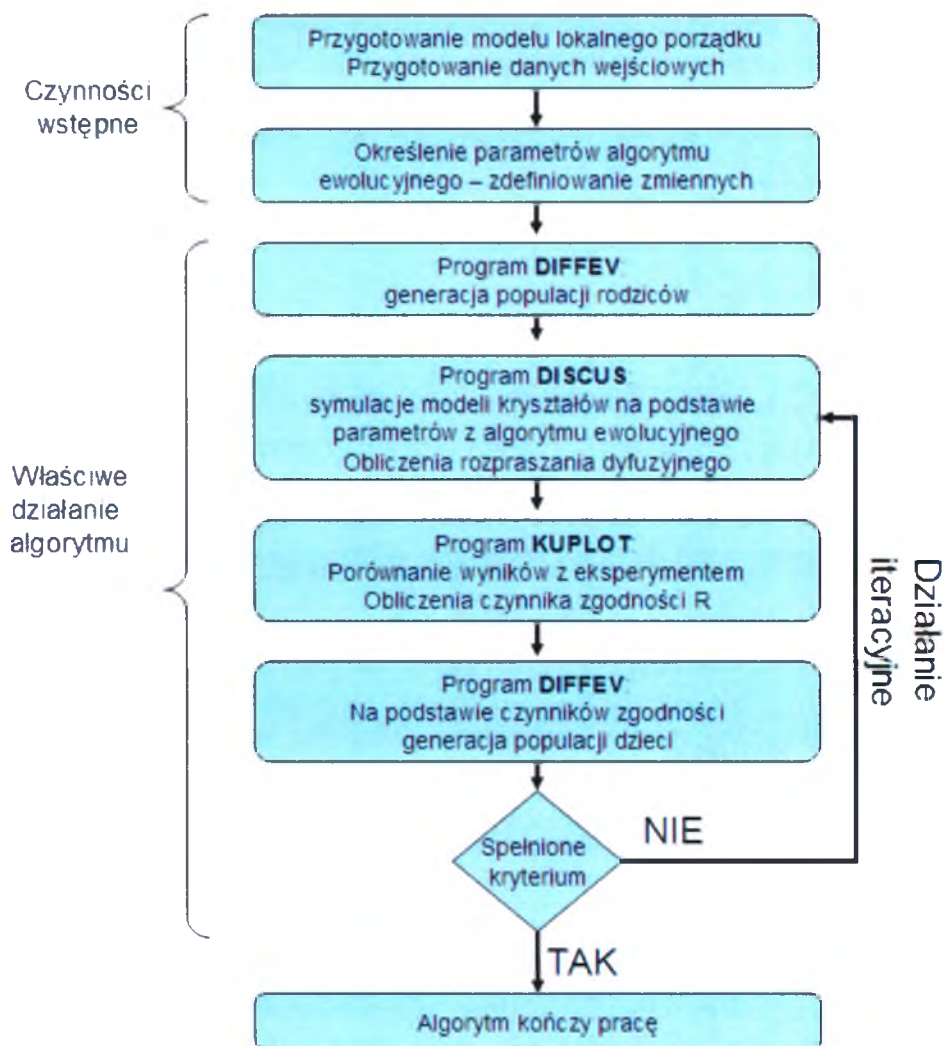 Przygotowanie modelu lokalnego porządku
Przygotowanie danych wejściowych
Czynności
wstępne
Określenie parametrów algorytmu
ewolucyjnego – zdefiniowanie zmiennych
Program DIFFEV:
generacja populacji rodziców
Program DISCUS:
symulacje modeli kryształów na podstawie
parametrów z algorytmu ewolucyjnego
Obliczenia rozpraszania dyfuzyjnego
Właściwe
działanie
algorytmu
Program KUPLOT:
Porównanie wyników z eksperymentem
Obliczenia czynnika zgodności R
Działanie
iteracyjne
Program DIFFEV:
Na podstawie czynników zgodności
generacja populacji dzieci
Spełnione
kryterium
NIE
TAK
Algorytm kończy pracę